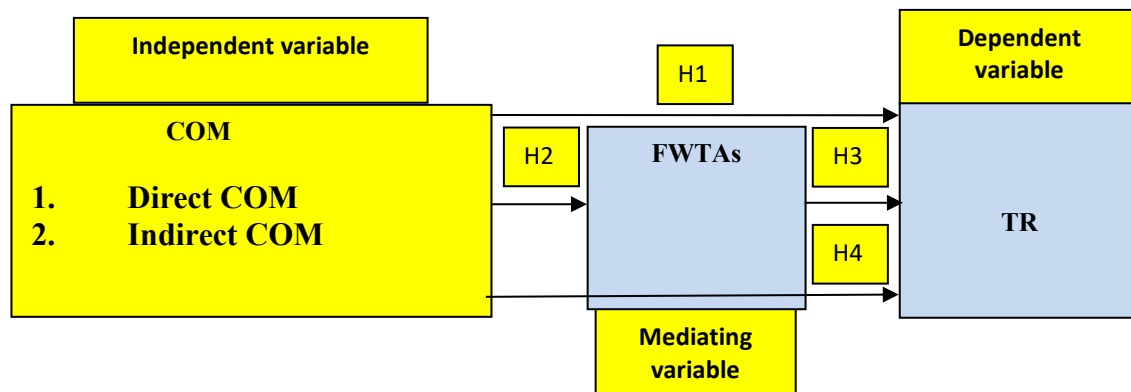 Independent variable
Dependent
variable
H1
COM
H2
FWTAs
H3
1. Direct COM
2. Indirect COM
TR
H4
Mediating
variable